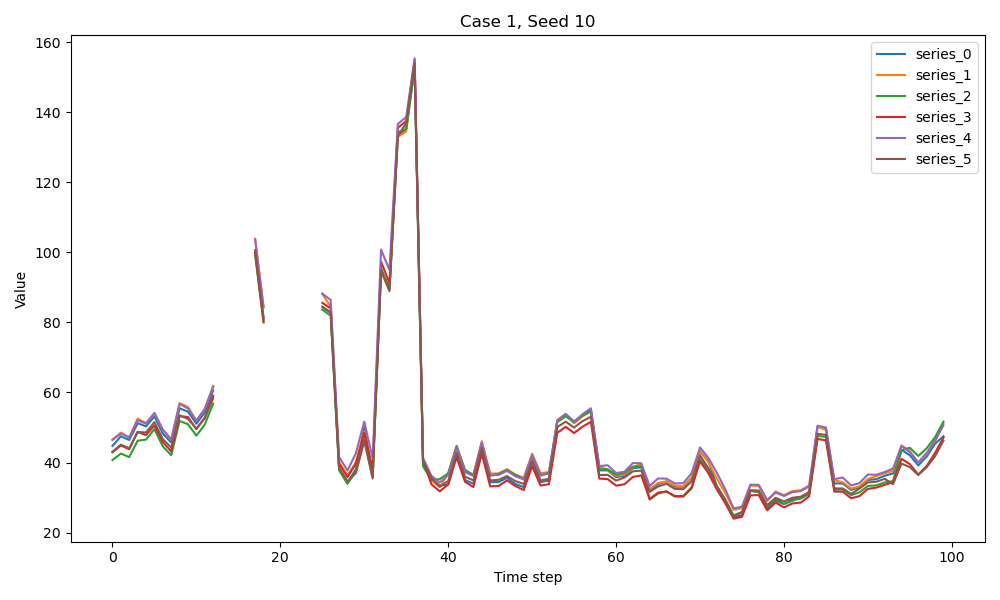 Case 1, Seed 10
Value
160
140
120
100
80
60
40
20
0
20
40
60
80
100
Time step
series_0
series_1
series_2
series_3
series_4
series_5